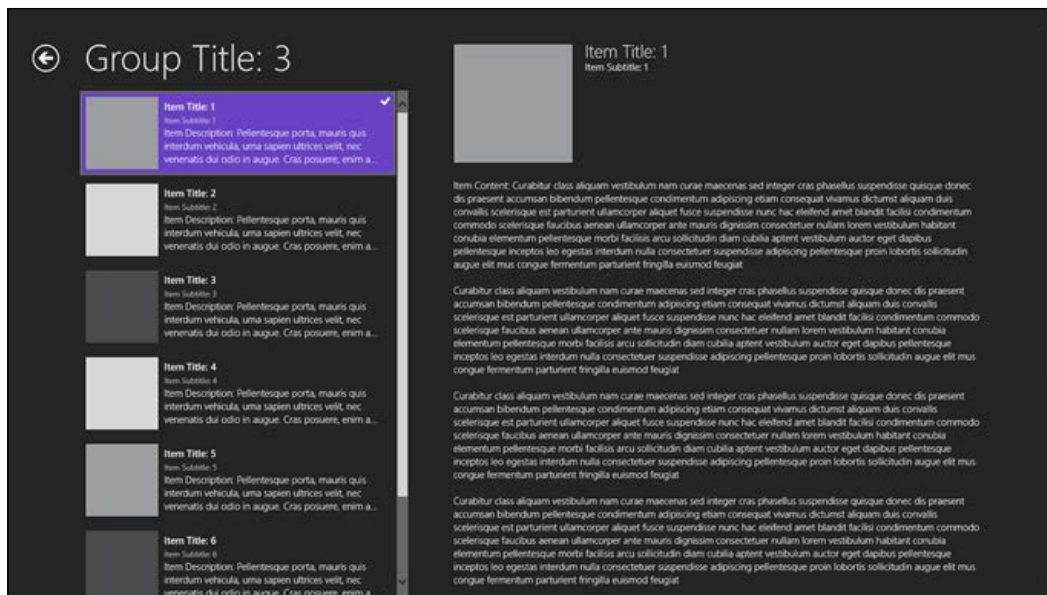 Group Title: 3
Item Title: 1
Item Subtitle: 1
Item Description: Pellentesque porta, mauris quis
interdum vehicula, urna sapien ultrices velit, nec
venenatis dui odio in augue. Cras posuere, enim a...
Item Title: 2
Item Subtitle: 2
Item Description: Pellentesque porta, mauris quis
interdum vehicula, urna sapien ultrices velit, nec
venenatis dui odio in augue. Cras posuere, enim a...
Item Title: 3
Item Subtitle: 3
Item Description: Pellentesque porta, mauris quis
interdum vehicula, urna sapien ultrices velit, nec
venenatis dui odio in augue. Cras posuere, enim a...
Item Title: 4
Item Subtitle: 4
Item Description: Pellentesque porta, mauris quis
interdum vehicula, urna sapien ultrices velit, nec
venenatis dui odio in augue. Cras posuere, enim a...
Item Title: 5
Item Subtitle: 5
Item Description: Pellentesque porta, mauris quis
interdum vehicula, urna sapien ultrices velit, nec
venenatis dui odio in augue. Cras posuere, enim a...
Item Title: 6
Item Subtitle: 6
Item Description: Pellentesque porta, mauris quis
interdum vehicula, urna sapien ultrices velit, nec
venenatis dui odio in augue. Cras posuere, enim a...
Item Title: 1
Item Subtitle: 1
Item Content: Curabitur class aliquam vestibulum nam curae maecenas sed integer cras phasellus suspendisse quisque donec
dis praesent accumsan bibendum pellentesque condimentum adipiscing etiam consequat vivamus dictumst aliquam duis
convallis scelerisque est parturient ullamcorper aliquet fusce suspendisse nunc hac eleifend amet blandit facilisi condimentum
commodo scelerisque faucibus aenean ullamcorper ante mauris dignissim consectetuer nullam lorem vestibulum habitant
conubia elementum pellentesque morbi facilisis arcu sollicitudin diam cubilia aptent vestibulum auctor eget dapibus
pellentesque inceptos leo egestas interdum nulla consectetuer suspendisse adipiscing pellentesque proin lobortis sollicitudin
augue elit mus congue fermentum parturient fringilla euismod feugiat
Curabitur class aliquam vestibulum nam curae maecenas sed integer cras phasellus suspendisse quisque donec dis praesent
accumsan bibendum pellentesque condimentum adipiscing etiam consequat vivamus dictumst aliquam duis convallis
scelerisque est parturient ullamcorper aliquet fusce suspendisse nunc hac eleifend amet blandit facilisi condimentum commodo
scelerisque faucibus aenean ullamcorper ante mauris dignissim consectetuer nullam lorem vestibulum habitant conubia
elementum pellentesque morbi facilisis arcu sollicitudin diam cubilia aptent vestibulum auctor eget dapibus pellentesque
inceptos leo egestas interdum nulla consectetuer suspendisse adipiscing pellentesque proin lobortis sollicitudin augue elit mus
congue fermentum parturient fringilla euismod feugiat
Curabitur class aliquam vestibulum nam curae maecenas sed integer cras phasellus suspendisse quisque donec dis praesent
accumsan bibendum pellentesque condimentum adipiscing etiam consequat vivamus dictumst aliquam duis convallis
scelerisque est parturient ullamcorper aliquet fusce suspendisse nunc hac eleifend amet blandit facilisi condimentum commodo
scelerisque faucibus aenean ullamcorper ante mauris dignissim consectetuer nullam lorem vestibulum habitant conubia
elementum pellentesque morbi facilisis arcu sollicitudin diam cubilia aptent vestibulum auctor eget dapibus pellentesque
inceptos leo egestas interdum nulla consectetuer suspendisse adipiscing pellentesque proin lobortis sollicitudin augue elit mus
congue fermentum parturient fringilla euismod feugiat
Curabitur class aliquam vestibulum nam curae maecenas sed integer cras phasellus suspendisse quisque donec dis praesent
accumsan bibendum pellentesque condimentum adipiscing etiam consequat vivamus dictumst aliquam duis convallis
scelerisque est parturient ullamcorper aliquet fusce suspendisse nunc hac eleifend amet blandit facilisi condimentum commodo
scelerisque faucibus aenean ullamcorper ante mauris dignissim consectetuer nullam lorem vestibulum habitant conubia
elementum pellentesque morbi facilisis arcu sollicitudin diam cubilia aptent vestibulum auctor eget dapibus pellentesque
inceptos leo egestas interdum nulla consectetuer suspendisse adipiscing pellentesque proin lobortis sollicitudin augue elit mus
congue fermentum parturient fringilla euismod feugiat